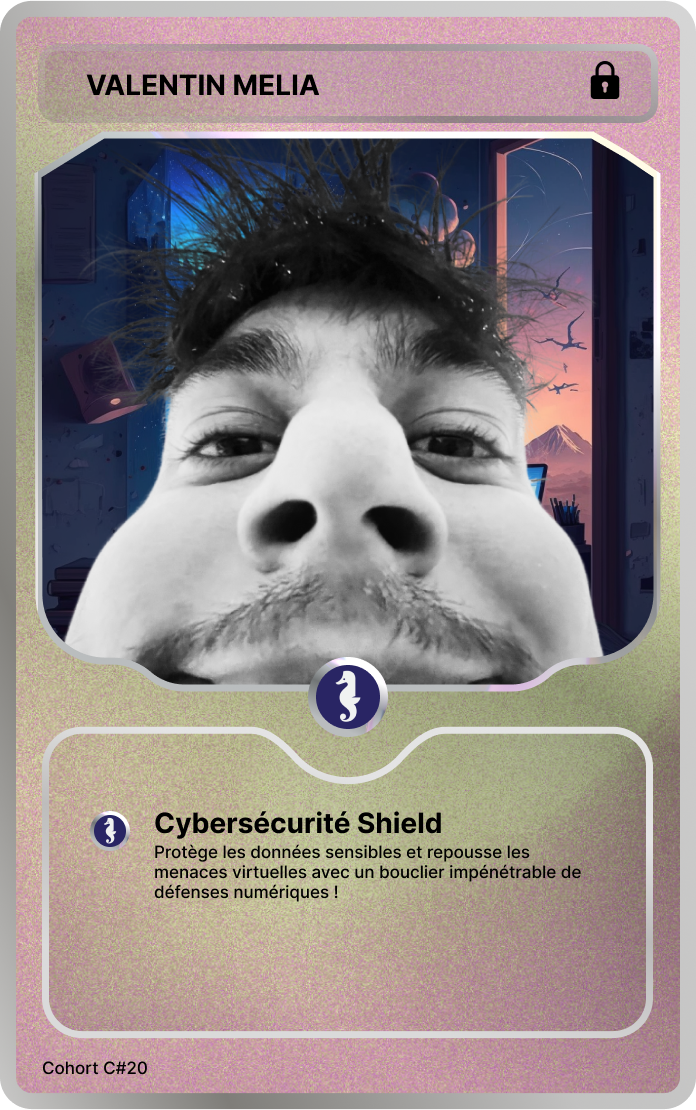 VALENTIN MELIA
Cybersécurité Shield
Protège les données sensibles et repousse les
menaces virtuelles avec un bouclier impénétrable de
défenses numériques !
Cohort C#20